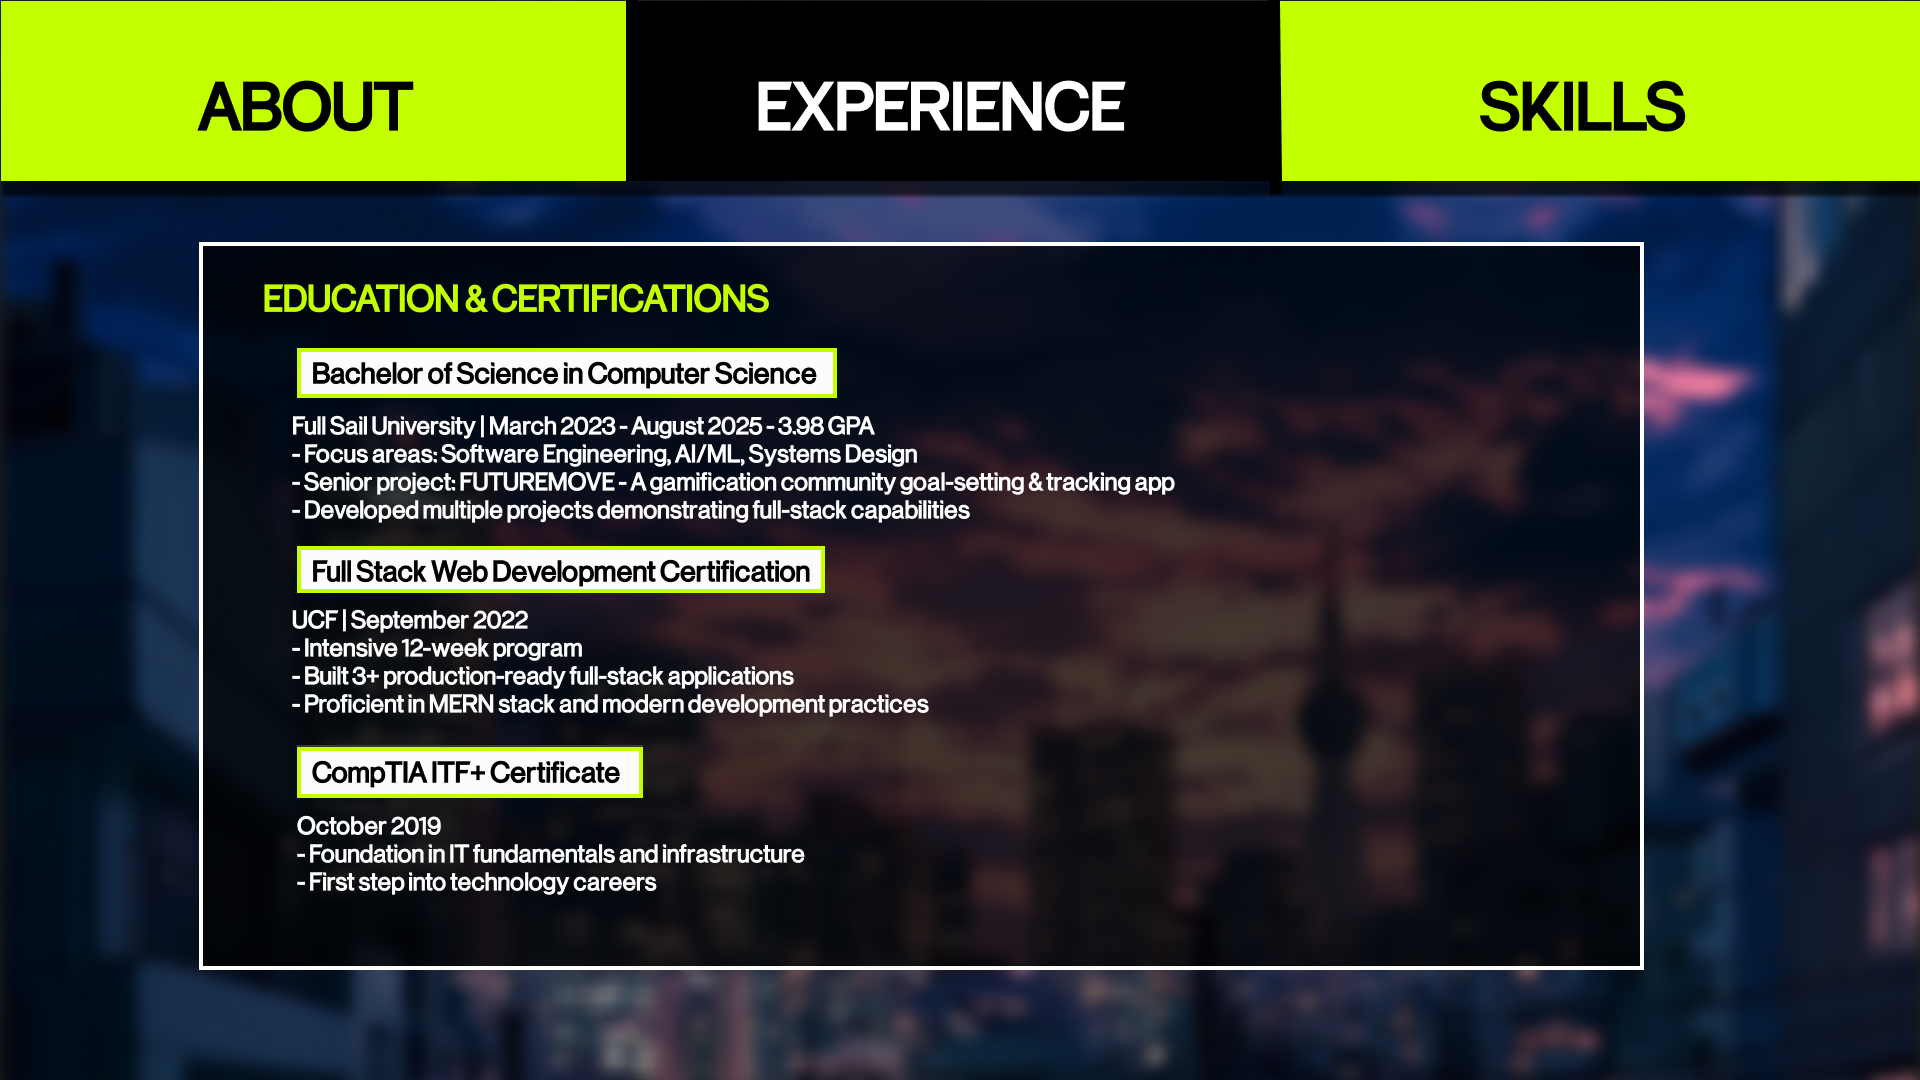 ABOUT
EXPERIENCE
SKILLS
EDUCATION & CERTIFICATIONS
Bachelor of Science in Computer Science
Full Sail University | March 2023 - August 2025 - 3.98 GPA
- Focus areas: Software Engineering, AI/ML, Systems Design
- Senior project: FUTUREMOVE - A gamification community goal-setting & tracking app
- Developed multiple projects demonstrating full-stack capabilities
Full Stack Web Development Certification
UCF | September 2022
- Intensive 12-week program
- Built 3+ production-ready full-stack applications
- Proficient in MERN stack and modern development practices
CompTIA ITF+ Certificate
October 2019
- Foundation in IT fundamentals and infrastructure
- First step into technology careers